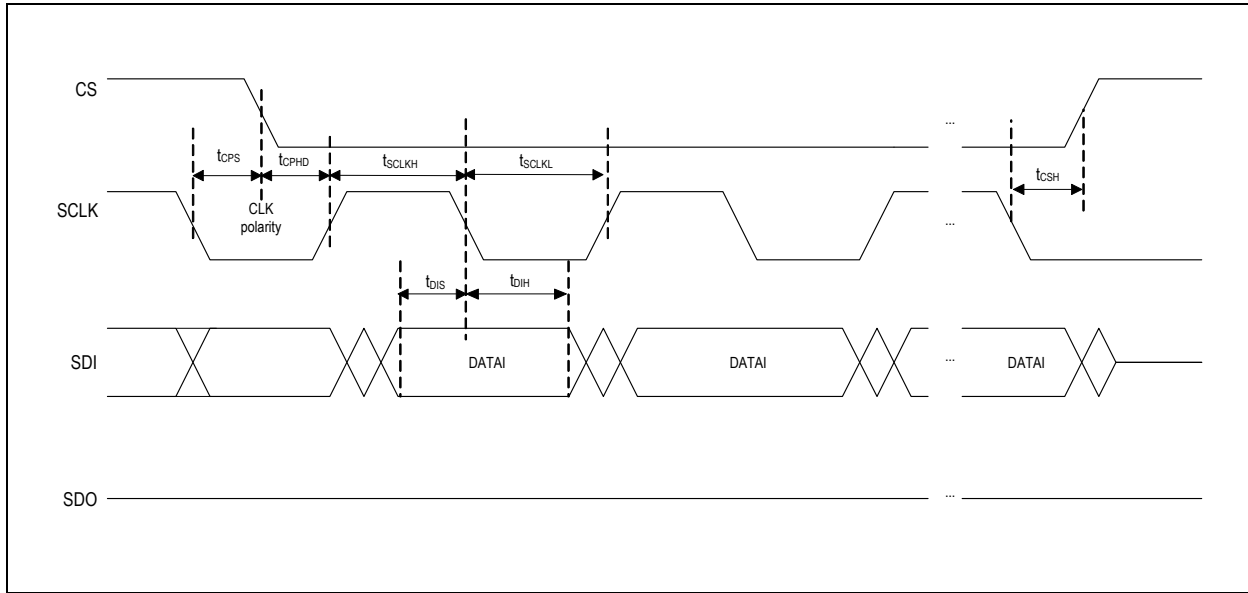 CS
...
tCPS
tCPHD
tSCLKH
tSCLKL
tCSH
SCLK
CLK
polarity
...
tDIS
tDIH
SDI
DATAI
DATAI
...
DATAI
SDO
...